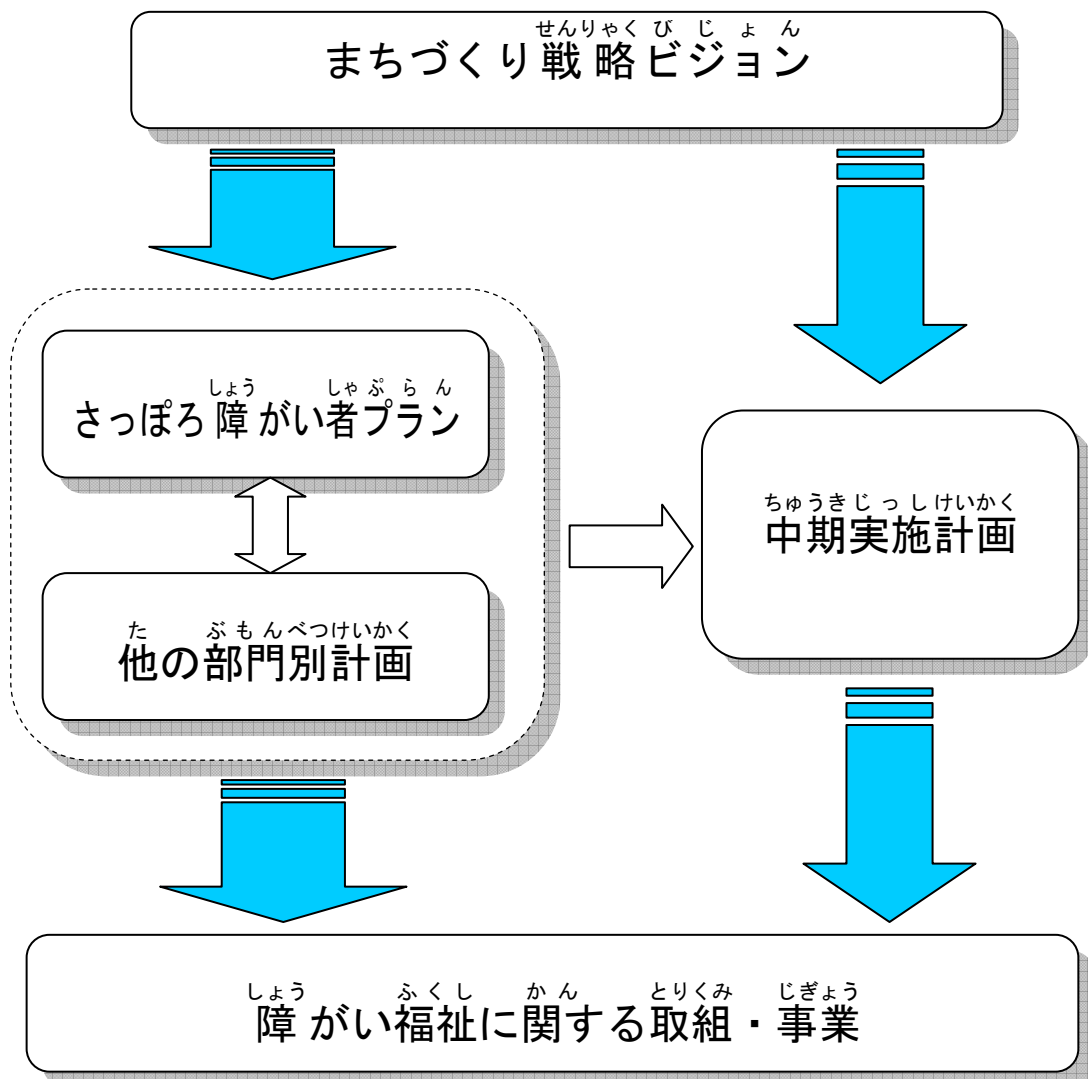 せんりゃくびじょん
まちづくり戦略ビジョン
しょう しゃぷらん
さっぽろ障がい者プラン
ちゅうきじっしけいかく
中期実施計画
た ぶもんべつけいかく
他の部門別計画
しょう ふくし かん とりくみ じぎょう
障がい福祉に関する取組・事業